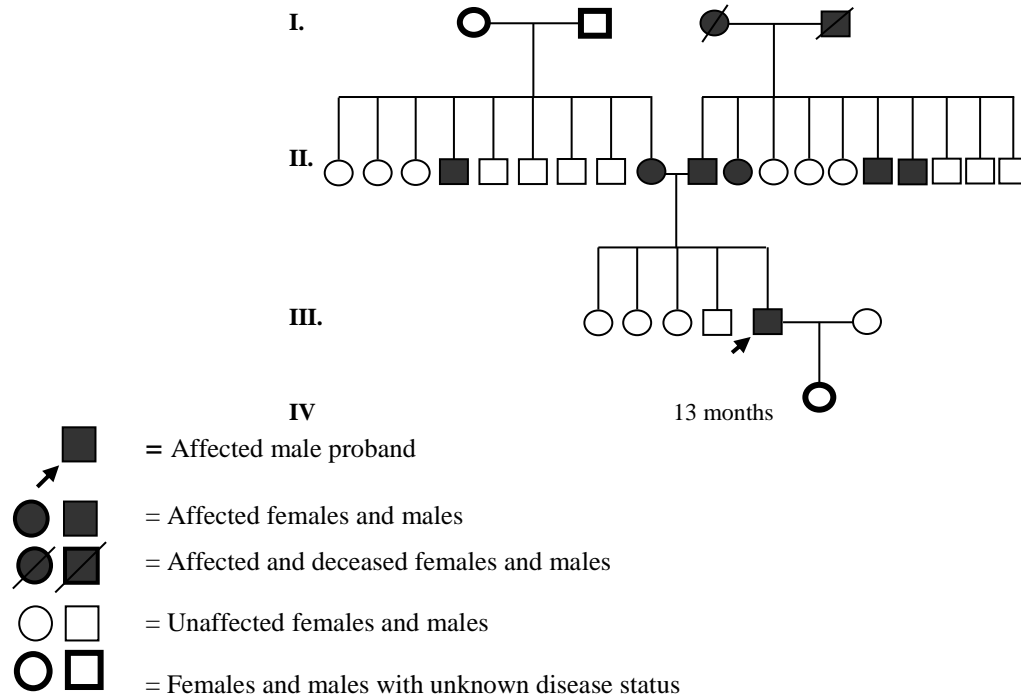 I.
II.
III.
IV
13 months
= Affected male proband
= Affected females and males
= Affected and deceased females and males
= Unaffected females and males
= Females and males with unknown disease status